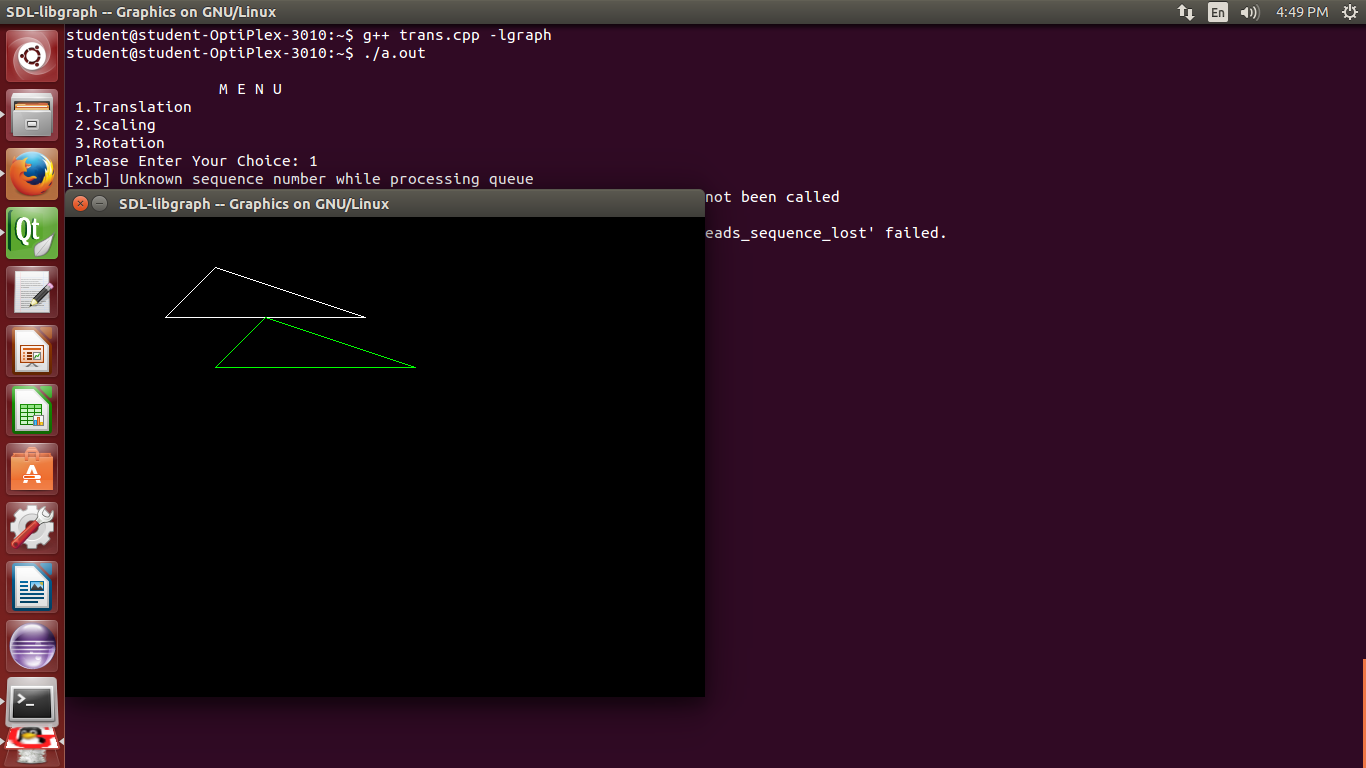 SDL-libgraph -- Graphics on GNU/Linux
En
4:49 PM
student@student-OptiPlex-3010:~$ g++ trans.cpp -lgraph
student@student-OptiPlex-3010:~$ ./a.out
M E N U
1.Translation
2.Scaling
3.Rotation
Please Enter Your Choice: 1
[xcb] Unknown sequence number while processing queue
not been called
eads_sequence_lost' failed.
SDL-libgraph -- Graphics on GNU/Linux
Qt